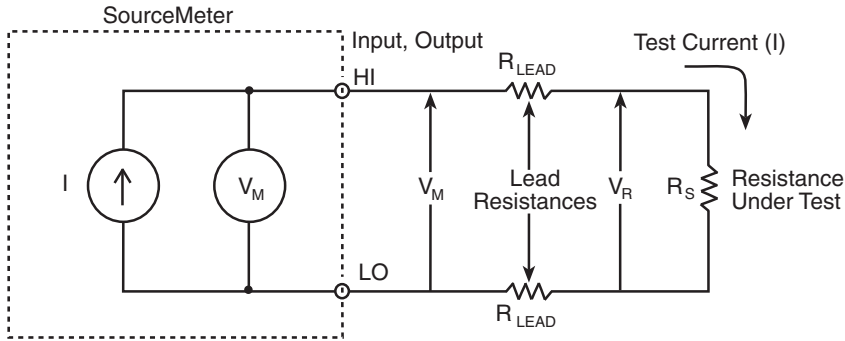 SourceMeter
Input, Output
Test Current (I)
R LEAD
HI
I
V M
V M
Lead
Resistances
V R
R S
Resistance
Under Test
LO
R LEAD